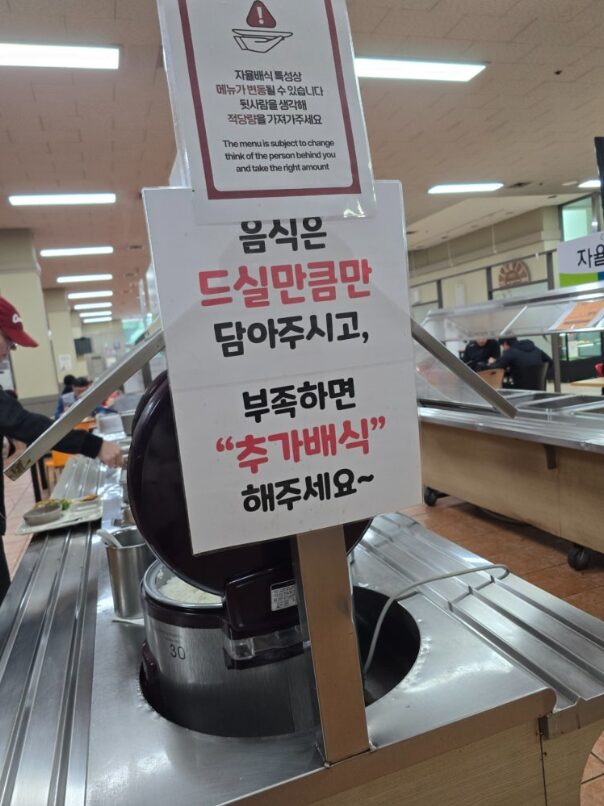 자율배식 특성상
메뉴가 변동될 수 있습니다
뒷사람을 생각해
적당량을 가져가주세요
The menu is subject to change
think of the person behind you
and take the right amount
음식은
드실만큼만
담아주시고,
부족하면
“추가배식”
해주세요~
자율
30